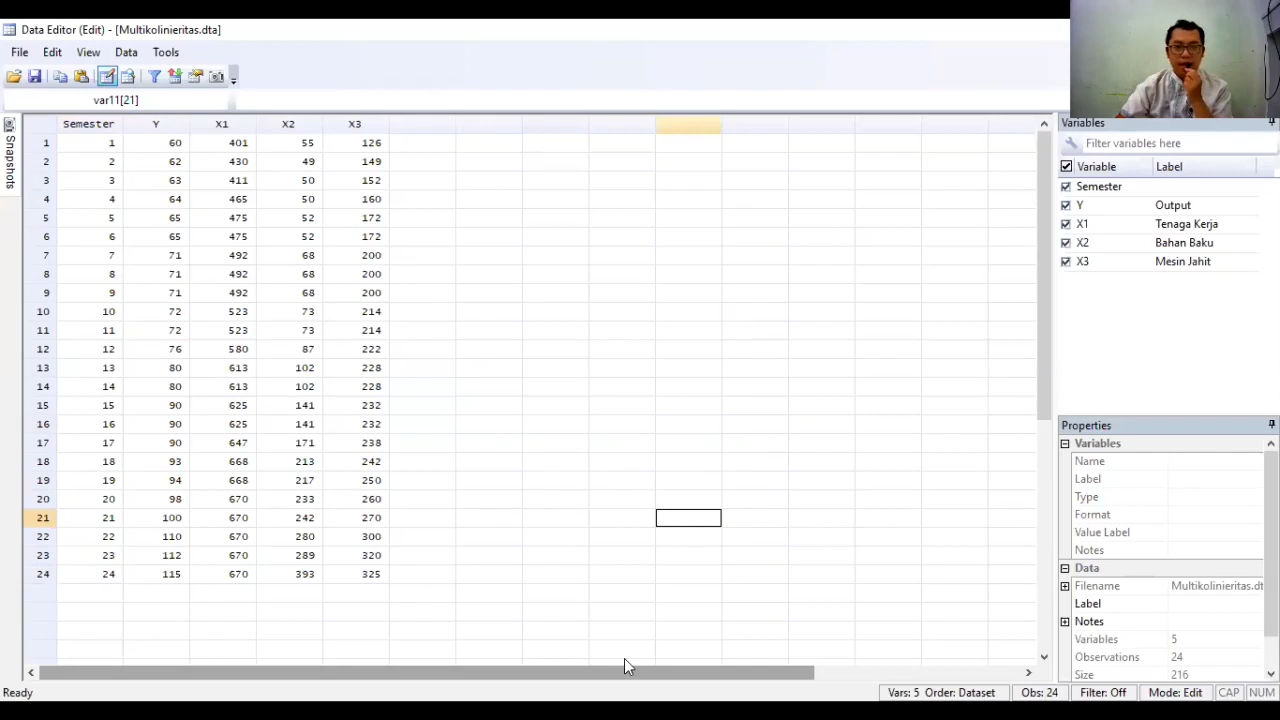 Data Editor (Edit) - [Multikolinieritas.dta]
File Edit View Data Tools
var11[21]
Snapshots
Semester Y X1 X2 X3
1 1 60 401 55 126
2 2 62 430 49 149
3 3 63 411 50 152
4 4 64 465 50 160
5 5 65 475 52 172
6 6 65 475 52 172
7 7 71 492 68 200
8 8 71 492 68 200
9 9 71 492 68 200
10 10 72 523 73 214
11 11 72 523 73 214
12 12 76 580 87 222
13 13 80 613 102 228
14 14 80 613 102 228
15 15 90 625 141 232
16 16 90 625 141 232
17 17 90 647 171 238
18 18 93 668 213 242
19 19 94 668 217 250
20 20 98 670 233 260
21 21 100 670 242 270
22 22 110 670 280 300
23 23 112 670 289 320
24 24 115 670 393 325
Variables
Filter variables here
Variable Label
Semester
Y Output
X1 Tenaga Kerja
X2 Bahan Baku
X3 Mesin Jahit
Properties
Variables
Name
Label
Type
Format
Value Label
Notes
Data
Filename Multikolinieritas.dt
Label
Notes
Variables 5
Observations 24
Size 216
Ready
Vars: 5 Order: Dataset Obs: 24 Filter: Off Mode: Edit CAP NUM